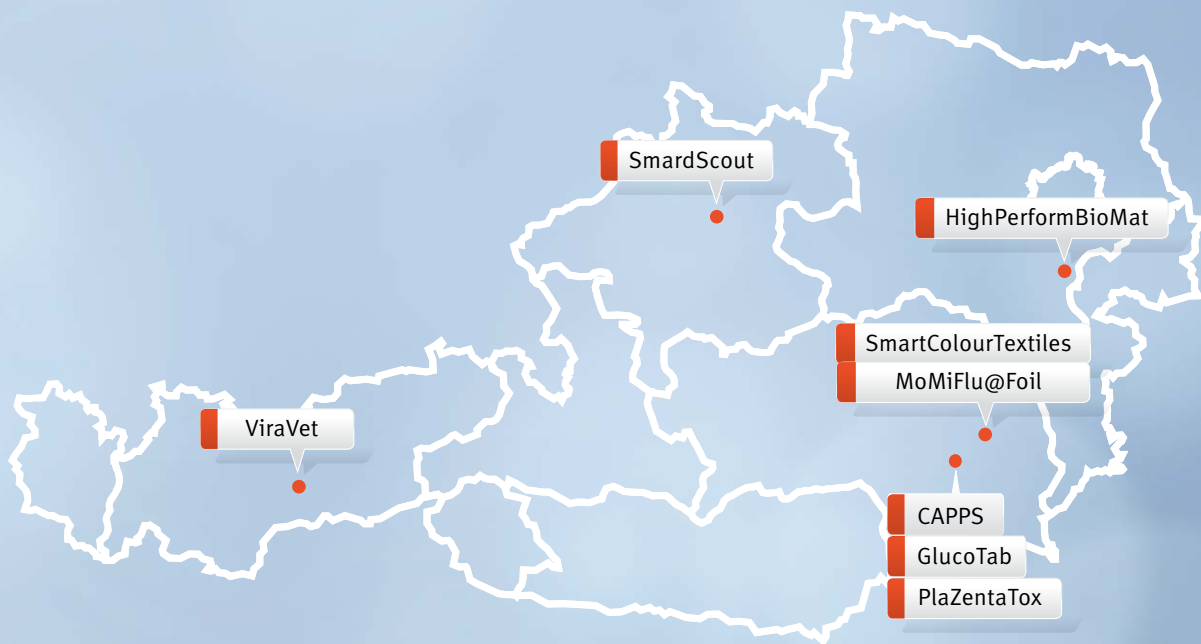 SmardScout
HighPerformBioMat
SmartColourTextiles
MoMiFlu@Foil
ViraVet
CAPPS
GlucoTab
PlaZentaTox